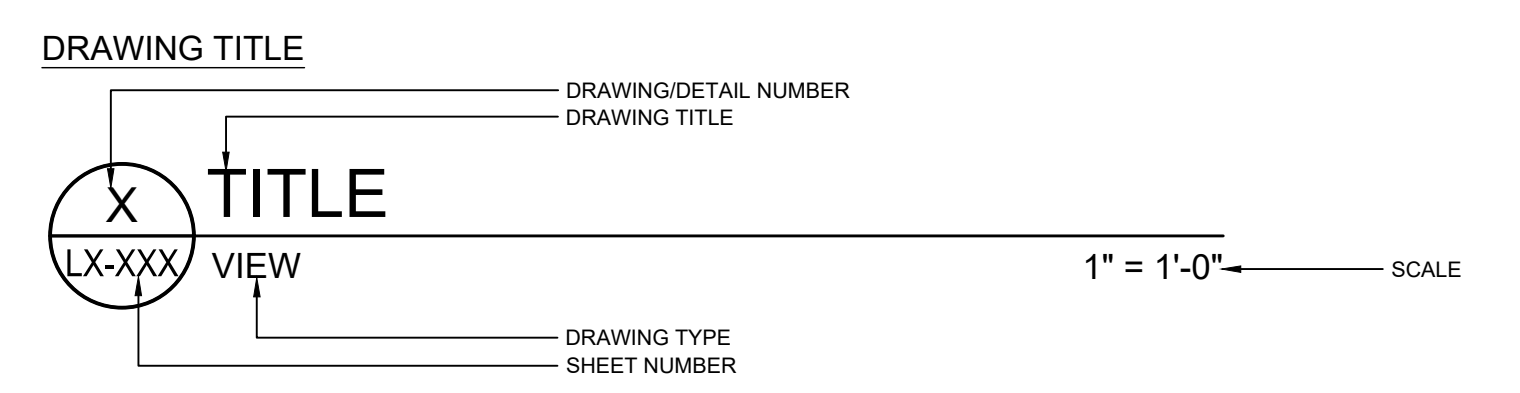 DRAWING TITLE
DRAWING/DETAIL NUMBER
DRAWING TITLE
X
TITLE
LX-XXX
VIEW
1" = 1'-0"
SCALE
DRAWING TYPE
SHEET NUMBER